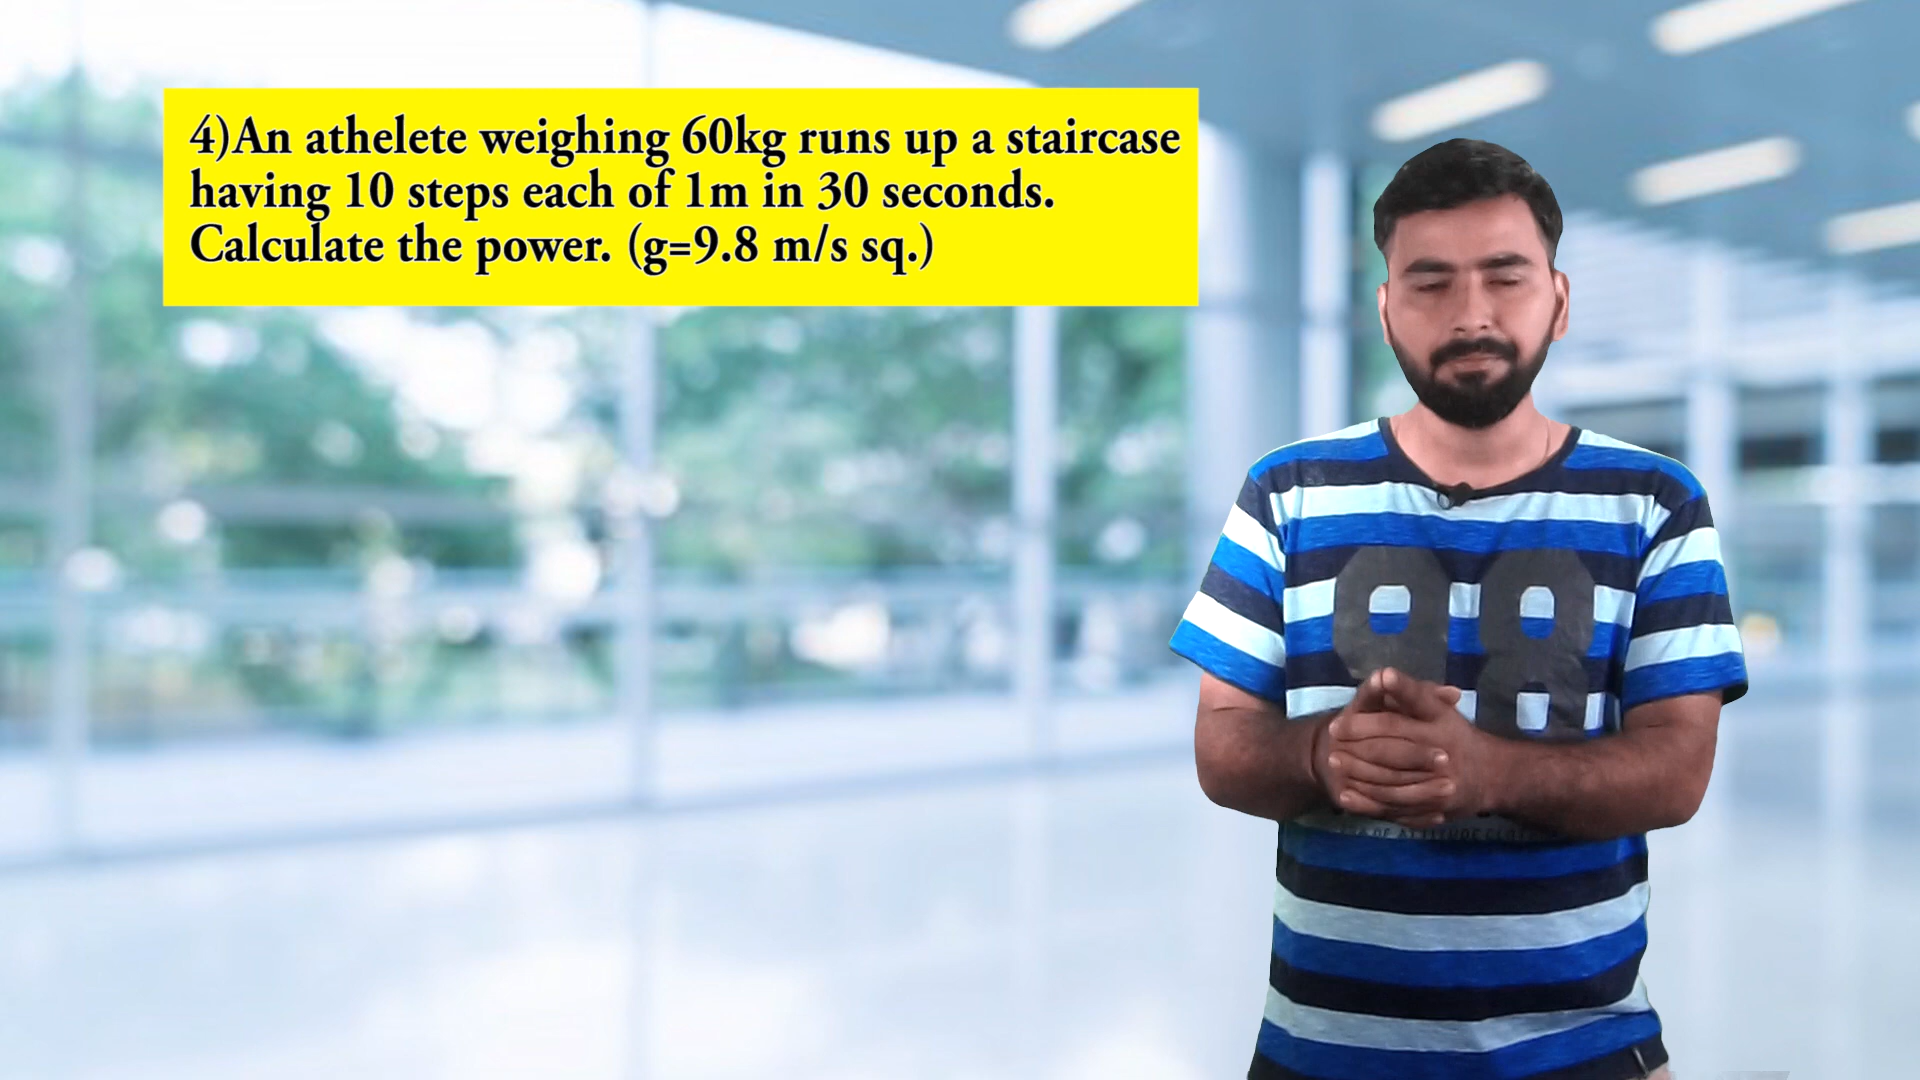 4)An athelete weighing 60kg runs up a staircase
having 10 steps each of 1m in 30 seconds.
Calculate the power. (g=9.8 m/s sq.)
98